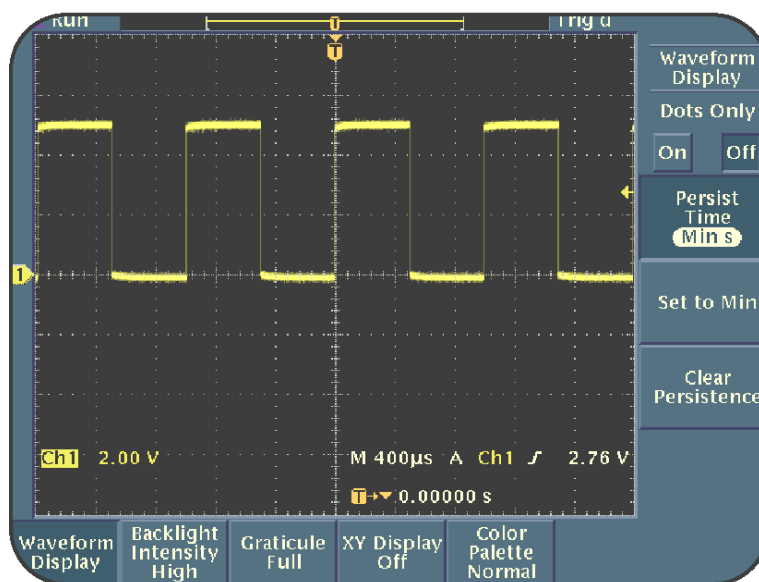 Run
T
Trig'd
T
Waveform
Display
Dots Only
On Off
Persist
Time
Min s
Set to Min
Clear
Persistence
1
Ch1 2.00 V M 400μs A Ch1 2.76 V
T 0.00000 s
Waveform
Display
Backlight
Intensity
High
Graticule
Full
XY Display
Off
Color
Palette
Normal